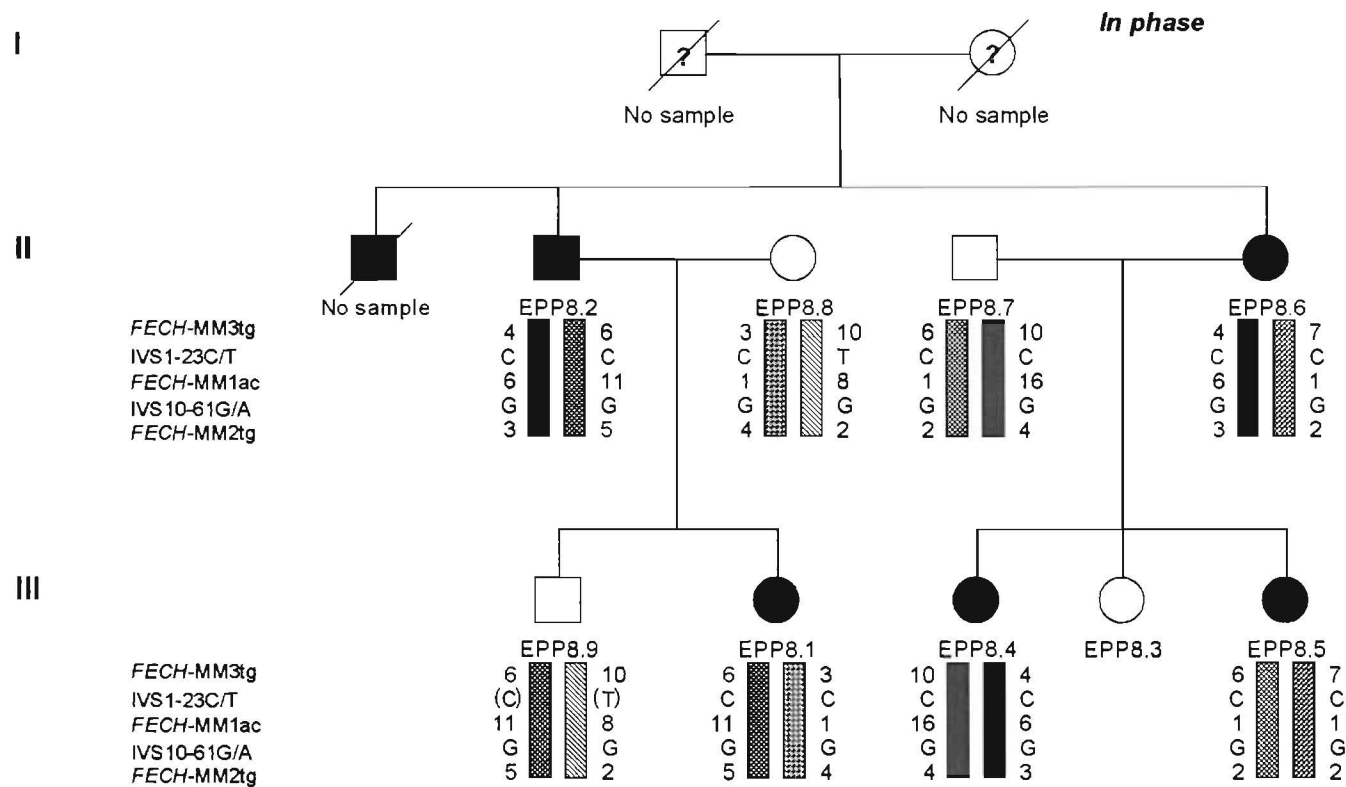 I
In phase
? ?
No sample No sample
II
No sample EPP8.2 EPP8.8 EPP8.7 EPP8.6
FECH-MM3tg 4 6 3 10 6 10 4 7
IVS1-23C/T C C C T C C C C
FECH-MM1ac 6 11 1 8 1 16 6 1
IVS10-61G/A G G G G G G G G
FECH-MM2tg 3 5 4 2 2 4 3 2
III
EPP8.9 EPP8.1 EPP8.4 EPP8.3 EPP8.5
FECH-MM3tg 6 10 6 3 10 4 6 7
IVS1-23C/T (C) (T) C C C C C C
FECH-MM1ac 11 8 11 1 16 6 1 1
IVS10-61G/A G G G G G G G G
FECH-MM2tg 5 2 5 4 4 3 2 2